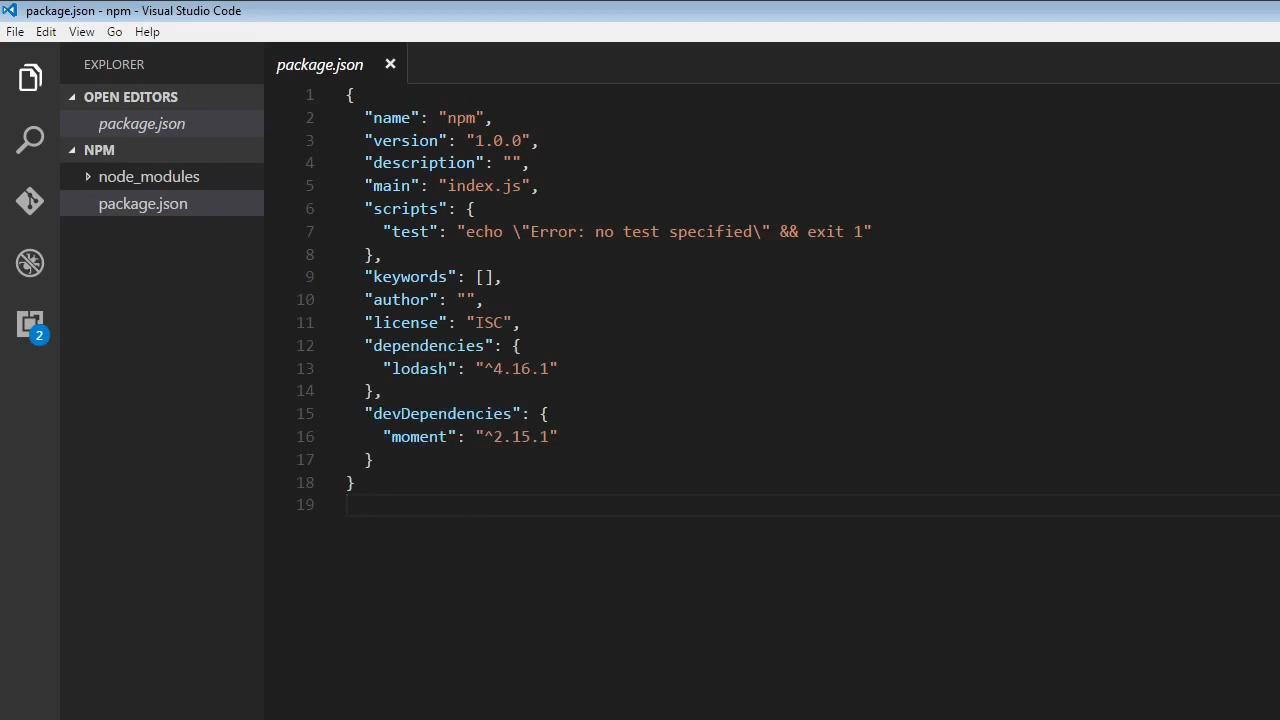 package.json - npm - Visual Studio Code
File Edit View Go Help
EXPLORER
OPEN EDITORS
package.json
NPM
node_modules
package.json
2
package.json ×
1 {
2   "name": "npm",
3   "version": "1.0.0",
4   "description": "",
5   "main": "index.js",
6   "scripts": {
7     "test": "echo \"Error: no test specified\" && exit 1"
8   },
9   "keywords": [],
10   "author": "",
11   "license": "ISC",
12   "dependencies": {
13     "lodash": "^4.16.1"
14   },
15   "devDependencies": {
16     "moment": "^2.15.1"
17   }
18 }
19